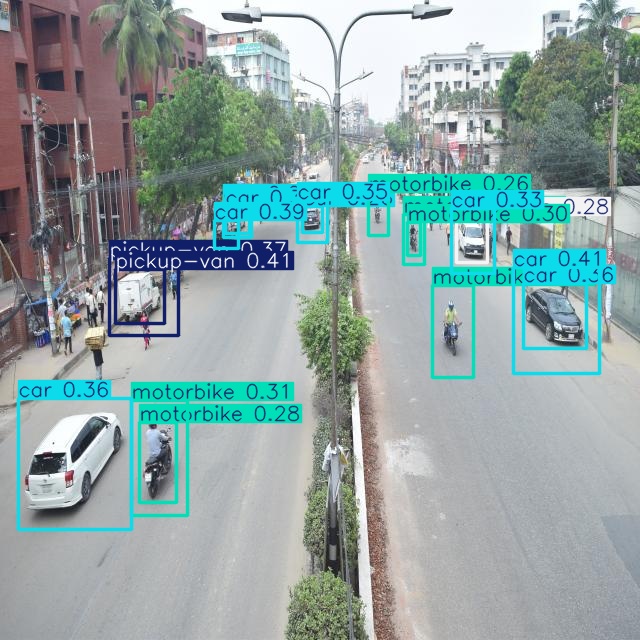 motorbike 0.26
car 0.35
car 0.33
car 0.39
motorbike 0.30
0.28
pickup-van 0.37
pickup-van 0.41
car 0.41
car 0.36
motorbik
car 0.36
motorbike 0.31
motorbike 0.28